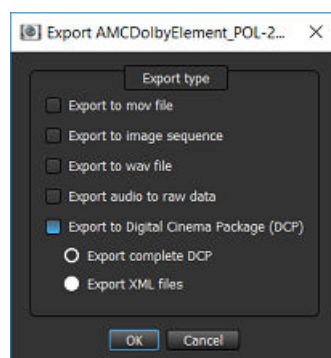 Export AMCDolbyElement_POL-2...
Export type
Export to mov file
Export to image sequence
Export to wav file
Export audio to raw data
Export to Digital Cinema Package (DCP)
Export complete DCP
Export XML files
OK Cancel